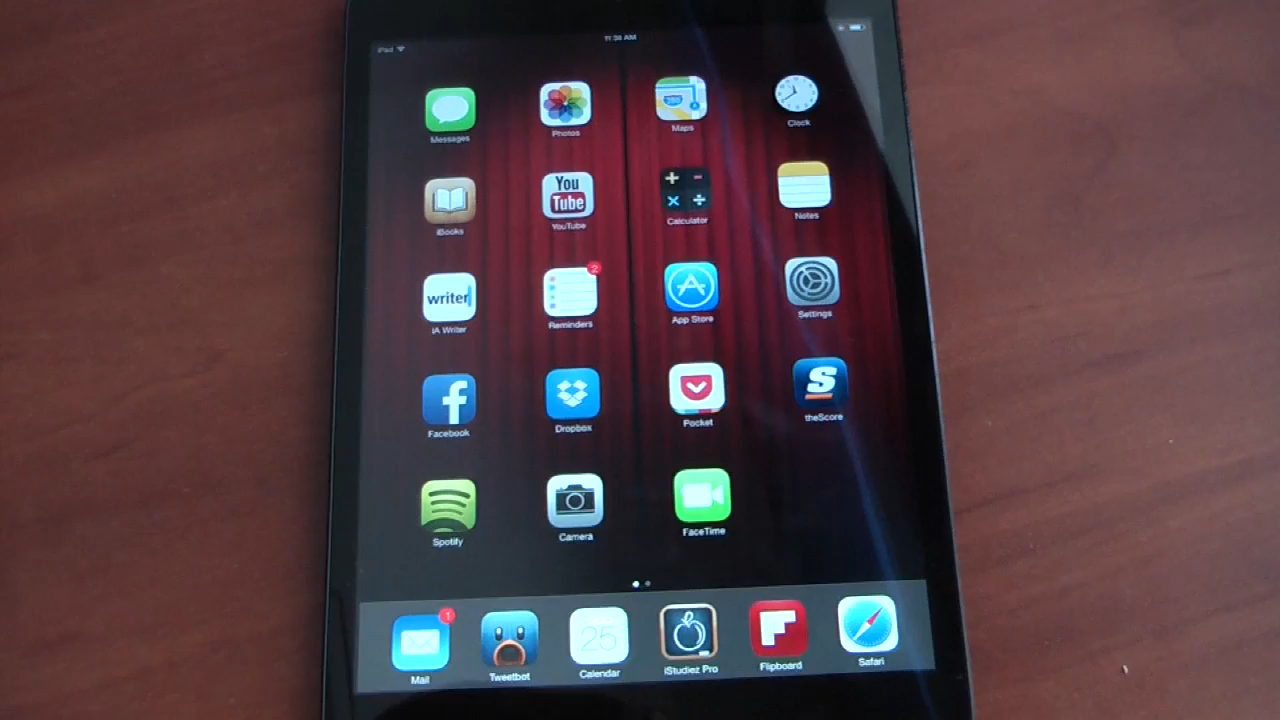 iPad 11:38 AM
Messages Photos Maps Clock
You
Tube
iBooks YouTube Calculator Notes
writer 2
iA Writer Reminders App Store Settings
Facebook Dropbox Pocket theScore
Spotify Camera FaceTime
1 25
Mail Tweetbot Calendar iStudiez Pro Flipboard Safari